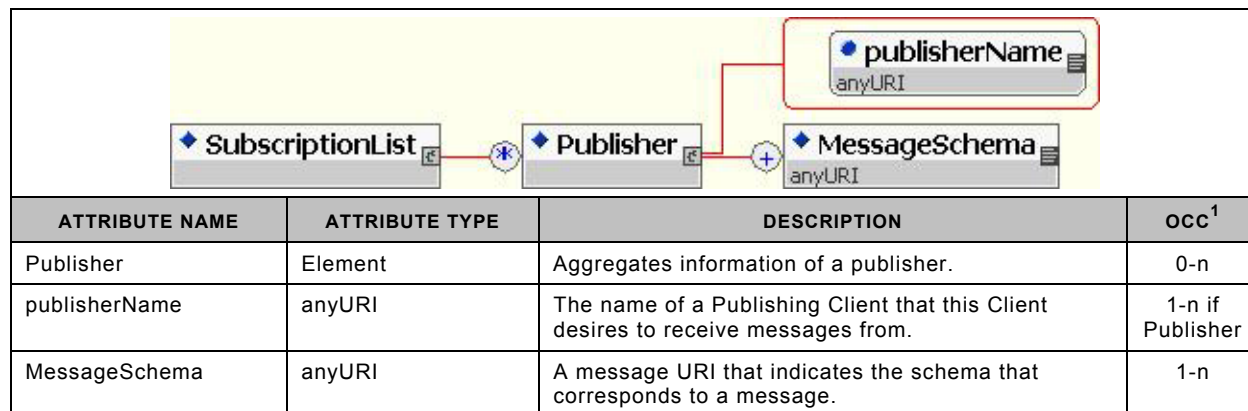 publisherName
anyURI
SubscriptionList
Publisher
MessageSchema
anyURI
ATTRIBUTE NAME ATTRIBUTE TYPE DESCRIPTION OCC1
Publisher Element Aggregates information of a publisher. 0-n
publisherName anyURI The name of a Publishing Client that this Client 1-n if
desires to receive messages from. Publisher
MessageSchema anyURI A message URI that indicates the schema that 1-n
corresponds to a message.